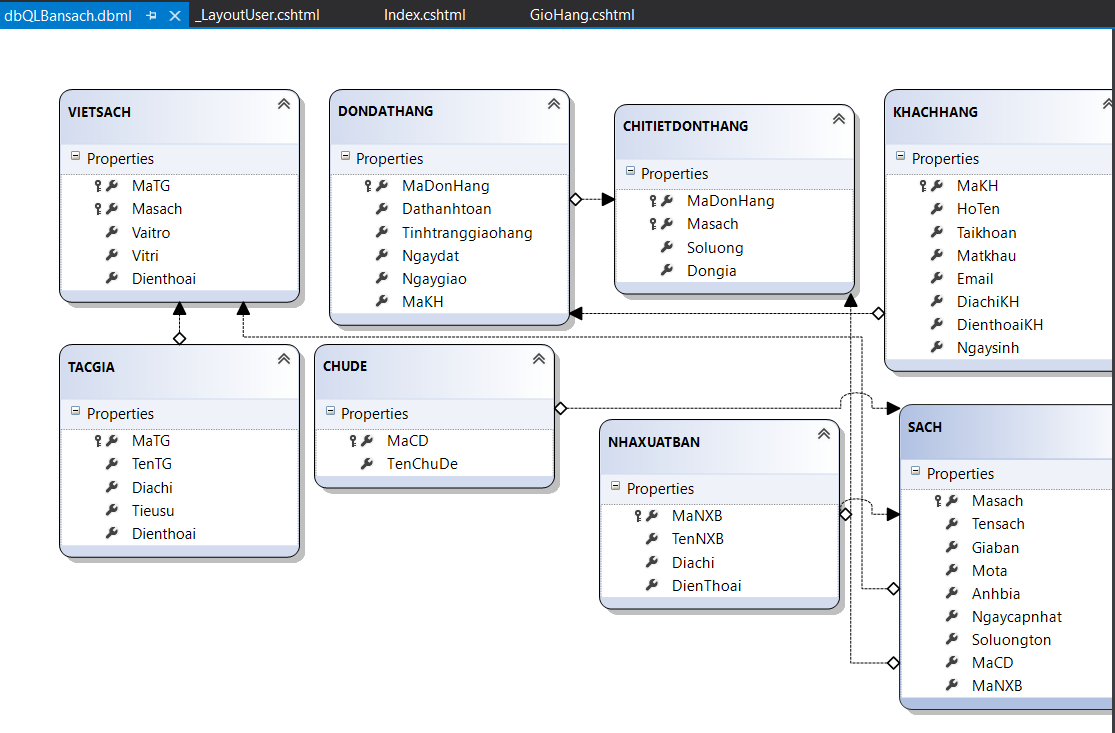 dbQLBansach.dbml
_LayoutUser.cshtml
Index.cshtml
GioHang.cshtml
VIETSACH
Properties
MaTG
Masach
Vaitro
Vitri
Dienthoai
DONDATHANG
Properties
MaDonHang
Dathanhtoan
Tinhtranggiaohang
Ngaydat
Ngaygiao
MaKH
CHITIETDONTHANG
Properties
MaDonHang
Masach
Soluong
Dongia
KHACHHANG
Properties
MaKH
HoTen
Taikhoan
Matkhau
Email
DiachiKH
DienthoaiKH
Ngaysinh
TACGIA
Properties
MaTG
TenTG
Diachi
Tieusu
Dienthoai
CHUDE
Properties
MaCD
TenChuDe
NHAXUATBAN
Properties
MaNXB
TenNXB
Diachi
DienThoai
SACH
Properties
Masach
Tensach
Giaban
Mota
Anhbia
Ngaycapnhat
Soluongton
MaCD
MaNXB